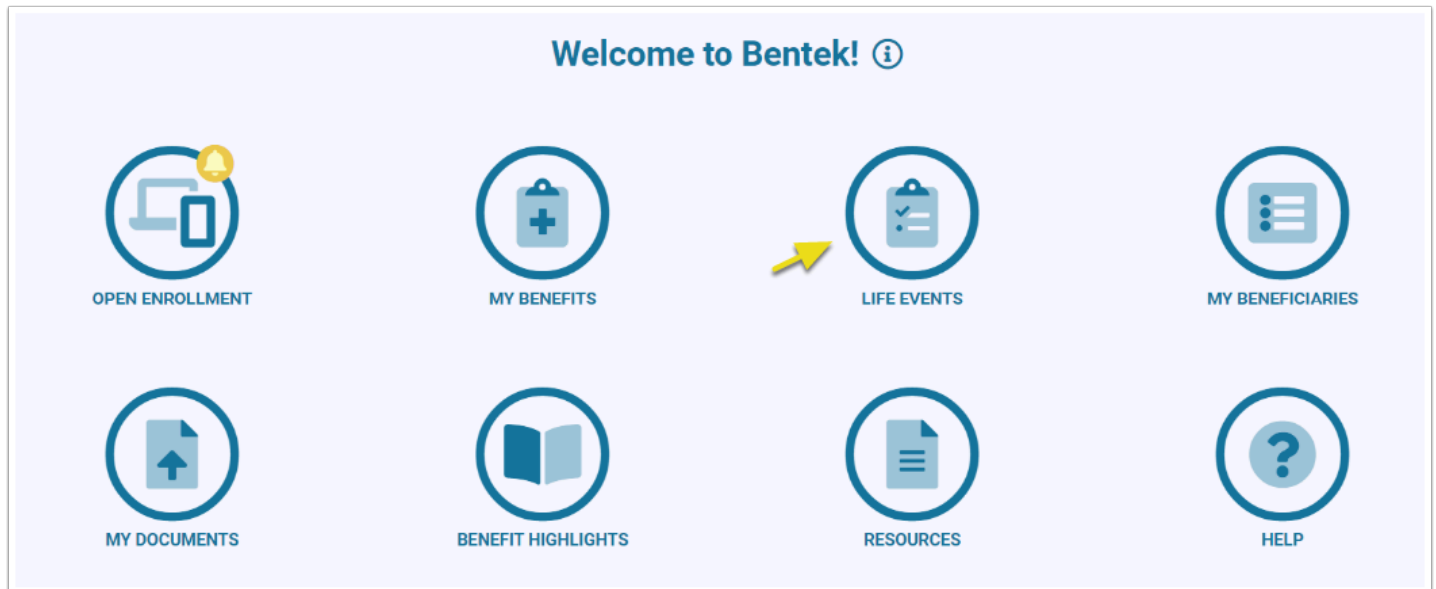 Welcome to Bentek!
OPEN ENROLLMENT
MY BENEFITS
LIFE EVENTS
MY BENEFICIARIES
MY DOCUMENTS
BENEFIT HIGHLIGHTS
RESOURCES
HELP